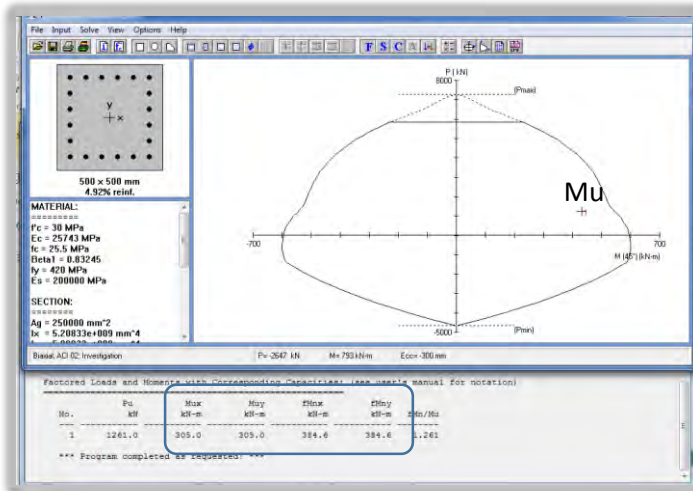 File Input Solve View Options Help
P ( kN)
8000
(Pmax)
y
x
500 x 500 mm
4.92% reinf.
Mu
MATERIAL:
=========
f'c = 30 MPa
Ec = 25743 MPa
fc = 25.5 MPa
Beta1 = 0.83245
fy = 420 MPa
Es = 200000 MPa
-700
700
M (45°) (kN-m)
SECTION:
========
Ag = 250000 mm^2
Ix = 5.20833e+009 mm^4
-5000
(Pmin)
Biaxial, ACI-02; Investigation
P= -2647 kN
M= 793 kN-m
Ecc= -300 mm
Factored Loads and Moments with Corresponding Capacities: (see user's manual for notation)
Pu Mux Muy fMnx fMny
No. kN kN-m kN-m kN-m kN-m fMn/Mu
1 1261.0 305.0 305.0 384.6 384.6 1.261
*** Program completed as requested! ***